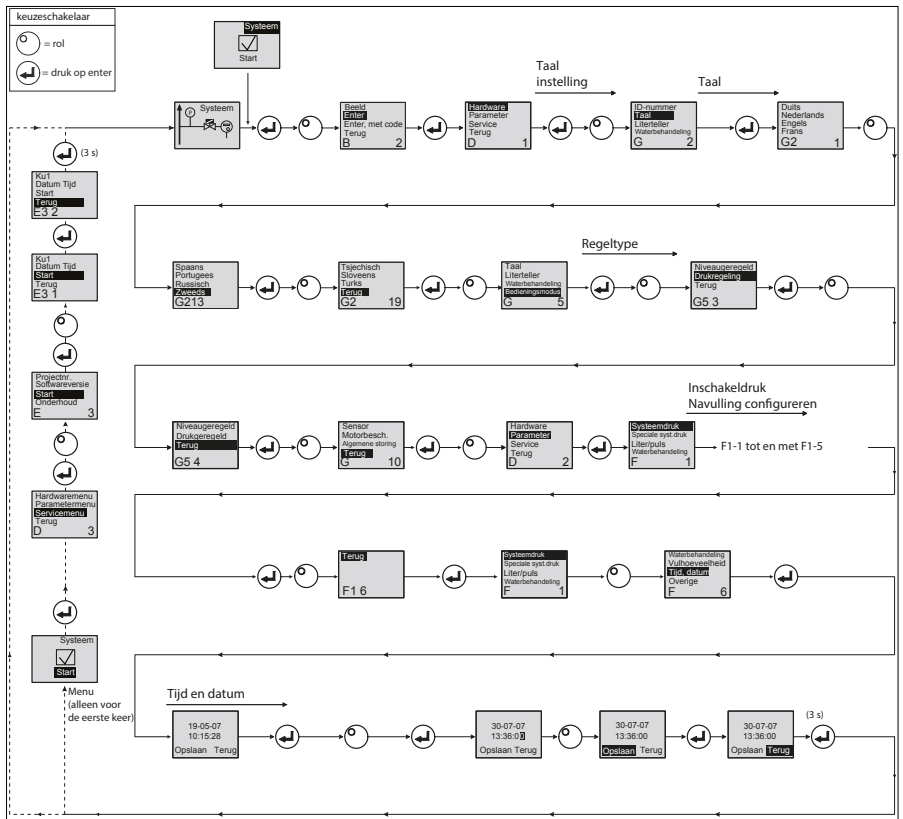 keuzeschakelaar
= rol
= druk op enter
Systeem
Start
P
Systeem
Beeld
Enter
Enter, met code
Terug
B 2
Hardware
Parameter
Service
Terug
D 1
Taal
instelling
ID-nummer
Taal
Literteller
Waterbehandeling
G 2
Taal
Duits
Nederlands
Engels
Frans
G2 1
(3 s)
Ku1
Datum Tijd
Start
Terug
E3 2
Ku1
Datum Tijd
Start
Terug
E3 1
Projectnr.
Softwareversie
Start
Onderhoud
E 3
Hardwaremenu
Parametermenu
Servicemenu
Terug
D 3
Systeem
Start
Menu
(alleen voor
de eerste keer)
Spaans
Portugees
Russisch
Zweeds
G213
Tsjechisch
Sloveens
Turks
Terug
G2 19
Taal
Literteller
Waterbehandeling
Bedieningsmodus
G 5
Regeltype
Niveaugeregeld
Drukregeling
Terug
G5 3
Niveaugeregeld
Drukgeregeld
Terug
G5 4
Sensor
Motorbesch.
Algemene storing
Terug
G 10
Hardware
Parameter
Service
Terug
D 2
Inschakeldruk
Navulling configureren
Systeemdruk
Speciale syst.druk
Liter/puls
Waterbehandeling
F 1
F1-1 tot en met F1-5
Terug
F1 6
Systeemdruk
Speciale syst.druk
Liter/puls
Waterbehandeling
F 1
Waterbehandeling
Vulhoeveelheid
Tijd, datum
Overige
F 6
Tijd en datum
19-05-07
10:15:28
Opslaan Terug
30-07-07
13:36:00
Opslaan Terug
30-07-07
13:36:00
Opslaan Terug
30-07-07
13:36:00
Opslaan Terug
(3 s)